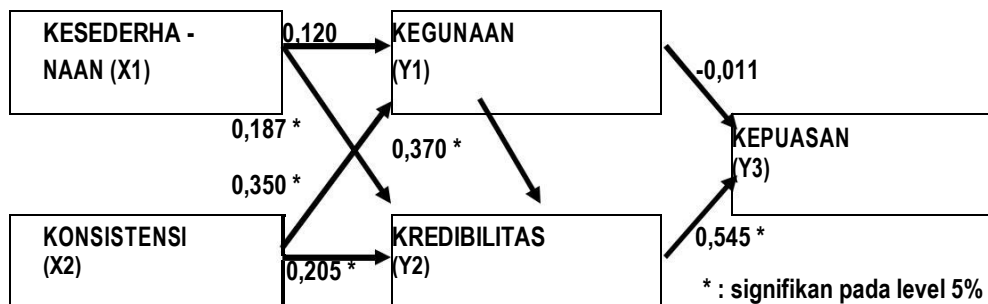 KESEDERHA -
NAAN (X1)
0,120
KEGUNAAN
(Y1)
-0,011
0,187 *
0,370 *
0,350 *
KEPUASAN
(Y3)
KONSISTENSI
(X2)
0,205 *
KREDIBILITAS
(Y2)
0,545 *
* : signifikan pada level 5%